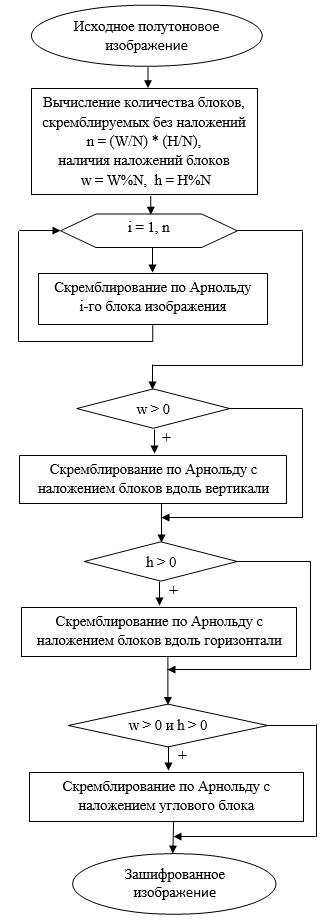 Исходное полутоновое
изображение
Вычисление количества блоков,
скремблируемых без наложений
n = (W/N) * (H/N),
наличия наложений блоков
w = W%N, h = H%N
i = 1, n
Скремблирование по Арнольду
i-го блока изображения
w > 0
+
Скремблирование по Арнольду с
наложением блоков вдоль вертикали
h > 0
+
Скремблирование по Арнольду с
наложением блоков вдоль горизонтали
w > 0 и h > 0
+
Скремблирование по Арнольду с
наложением углового блока
Зашифрованное
изображение